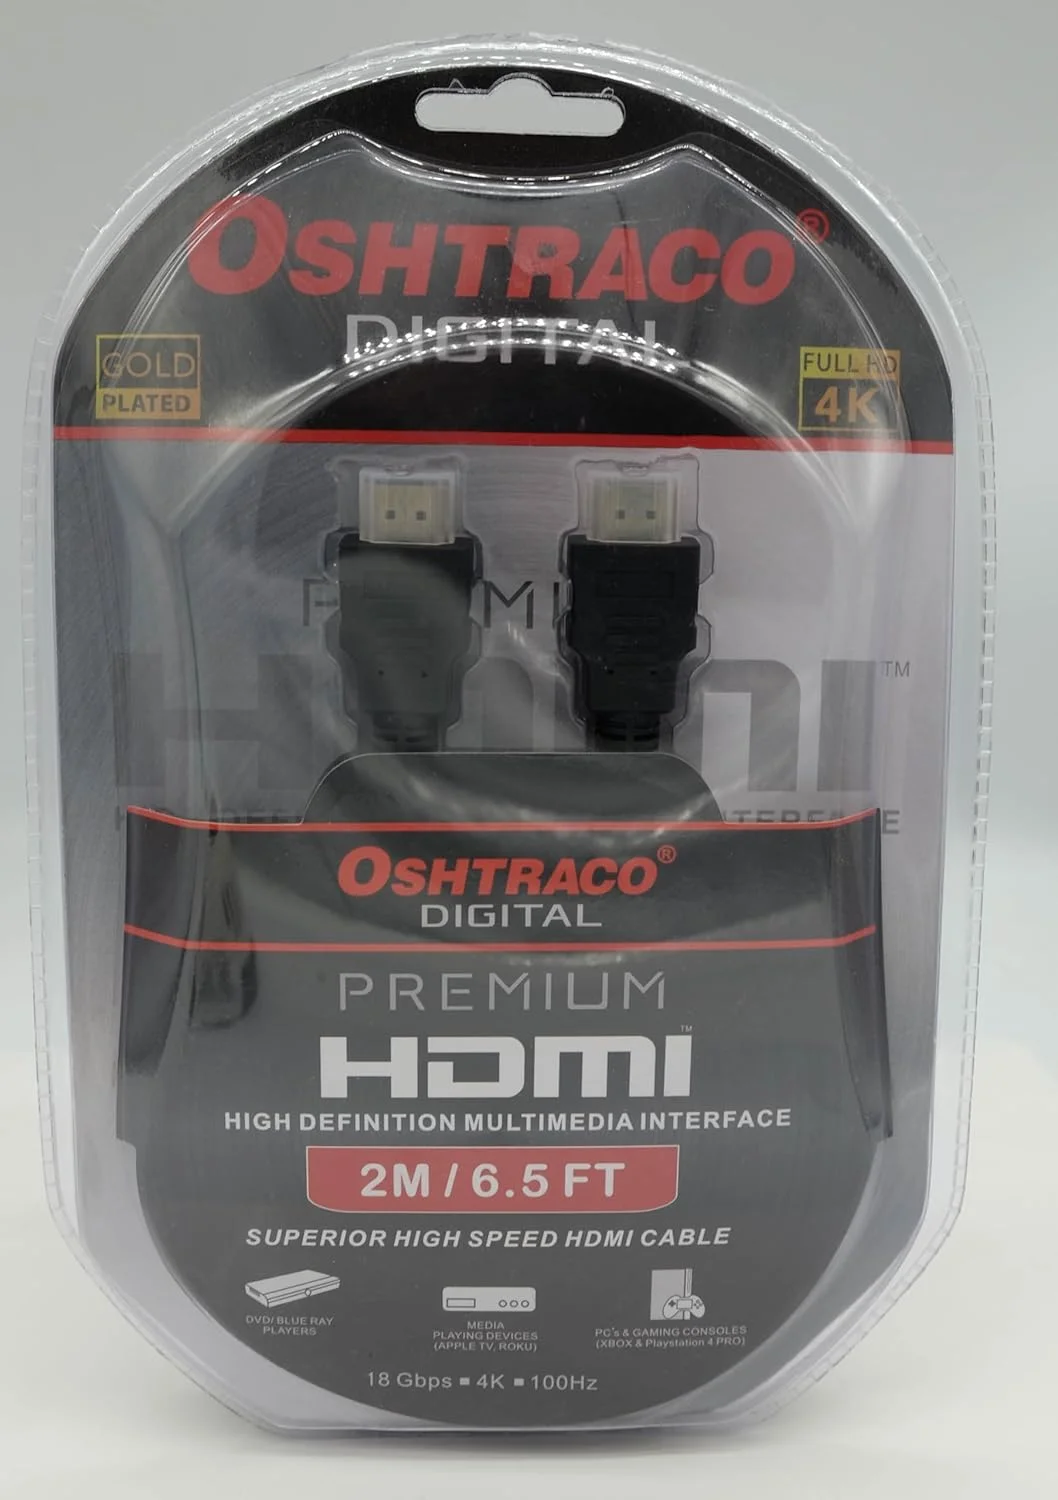 OSHTRACO®
DIGITAL
GOLD
PLATED
FULL HD
4K
HDMI™
OSHTRACO®
DIGITAL
PREMIUM
HDMI™
HIGH DEFINITION MULTIMEDIA INTERFACE
2M / 6.5 FT
SUPERIOR HIGH SPEED HDMI CABLE
DVD/ BLUE RAY
PLAYERS
MEDIA
PLAYING DEVICES
(APPLE TV, ROKU)
PC's & GAMING CONSOLES
(XBOX & Playstation 4 PRO)
18 Gbps ▪ 4K ▪ 100Hz